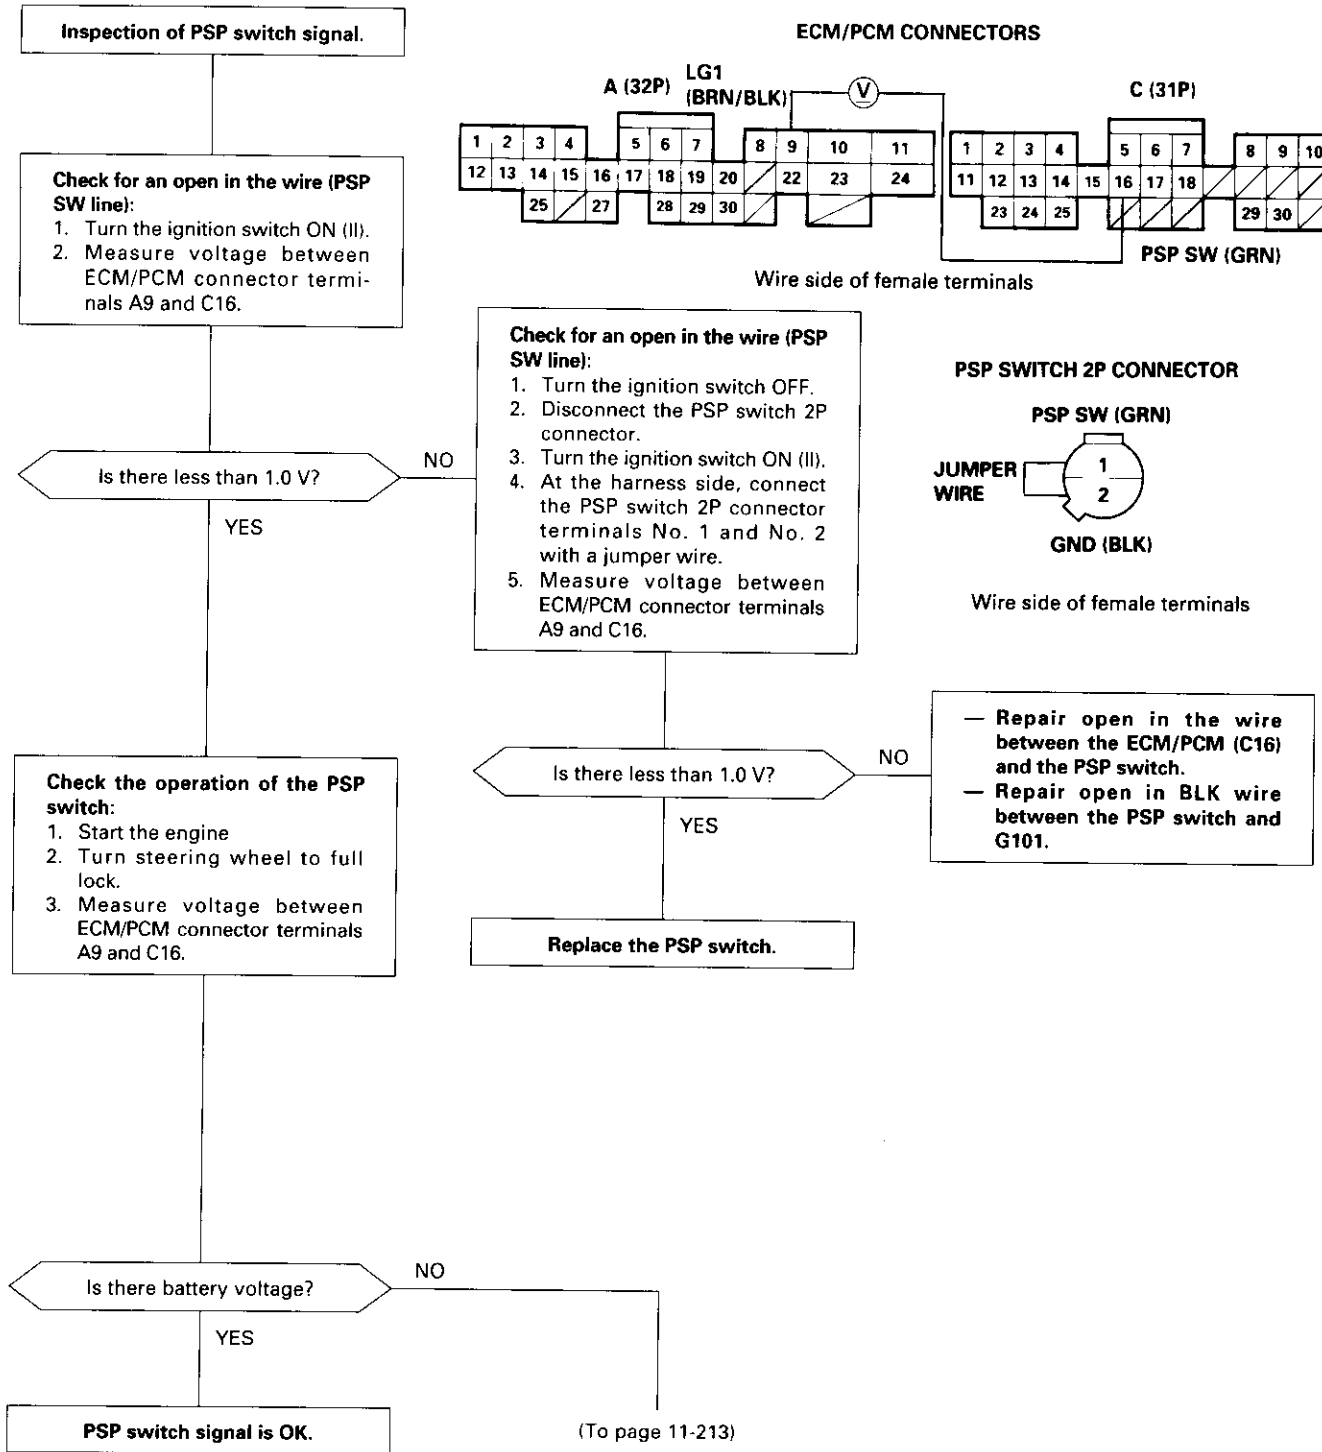 Inspection of PSP switch signal.
ECM/PCM CONNECTORS
A (32P)
LG1
(BRN/BLK)
V
C (31P)
1 2 3 4 5 6 7 8 9 10 11
12 13 14 15 16 17 18 19 20 22 23 24
25 27 28 29 30
1 2 3 4 5 6 7 8 9 10
11 12 13 14 15 16 17 18
23 24 25 29 30
PSP SW (GRN)
Wire side of female terminals
Check for an open in the wire (PSP
SW line):
1. Turn the ignition switch ON (II).
2. Measure voltage between
ECM/PCM connector termi-
nals A9 and C16.
Is there less than 1.0 V?
NO
YES
Check for an open in the wire (PSP
SW line):
1. Turn the ignition switch OFF.
2. Disconnect the PSP switch 2P
connector.
3. Turn the ignition switch ON (II).
4. At the harness side, connect
the PSP switch 2P connector
terminals No. 1 and No. 2
with a jumper wire.
5. Measure voltage between
ECM/PCM connector terminals
A9 and C16.
PSP SWITCH 2P CONNECTOR
PSP SW (GRN)
JUMPER
WIRE
1
2
GND (BLK)
Wire side of female terminals
Is there less than 1.0 V?
NO
YES
— Repair open in the wire
between the ECM/PCM (C16)
and the PSP switch.
— Repair open in BLK wire
between the PSP switch and
G101.
Replace the PSP switch.
Check the operation of the PSP
switch:
1. Start the engine
2. Turn steering wheel to full
lock.
3. Measure voltage between
ECM/PCM connector terminals
A9 and C16.
Is there battery voltage?
NO
YES
PSP switch signal is OK.
(To page 11-213)